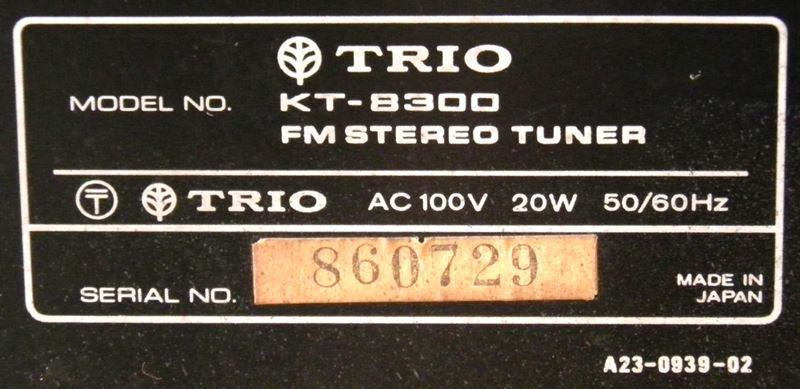 TRIO
MODEL NO. KT-8300
FM STEREO TUNER
〒 TRIO AC 100V 20W 50/60Hz
SERIAL NO. 860729
MADE IN
JAPAN
A23-0939-02